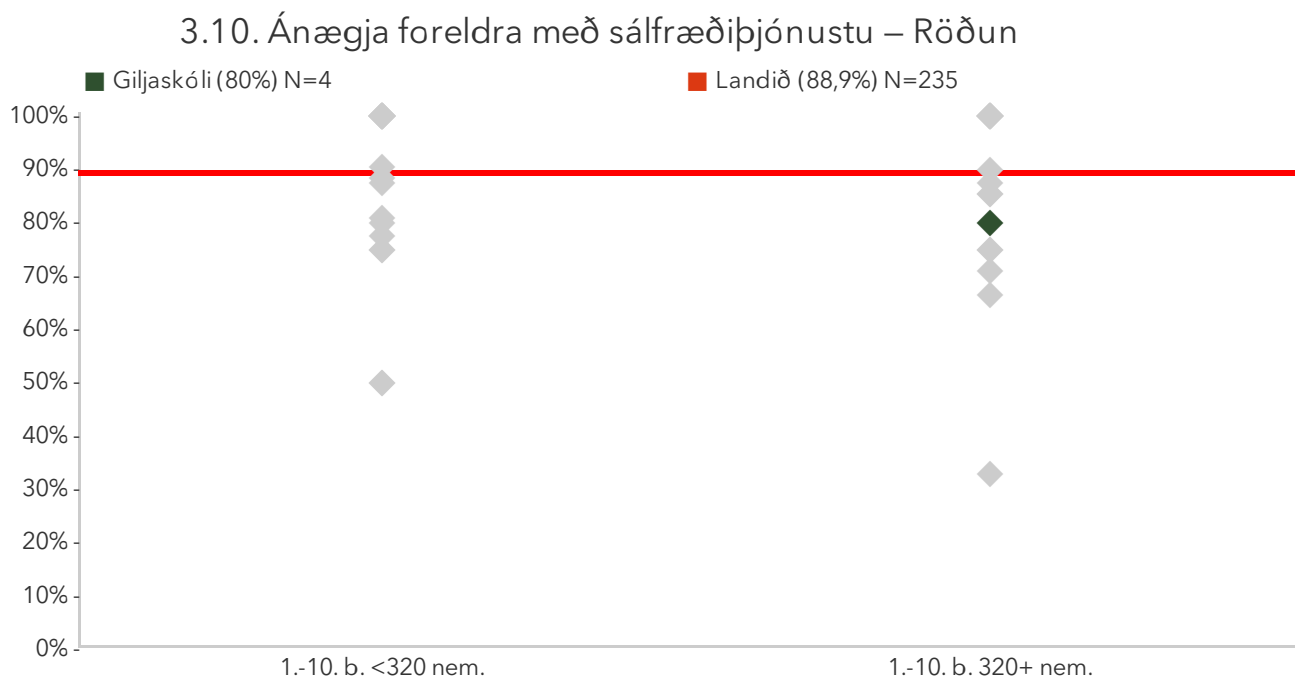 3.10. Ánægja foreldra með sálfræðiþjónustu – Röðun
Giljaskóli (80%) N=4
Landið (88,9%) N=235
100%
90%
80%
70%
60%
50%
40%
30%
20%
10%
0%
1.-10. b. <320 nem.
1.-10. b. 320+ nem.